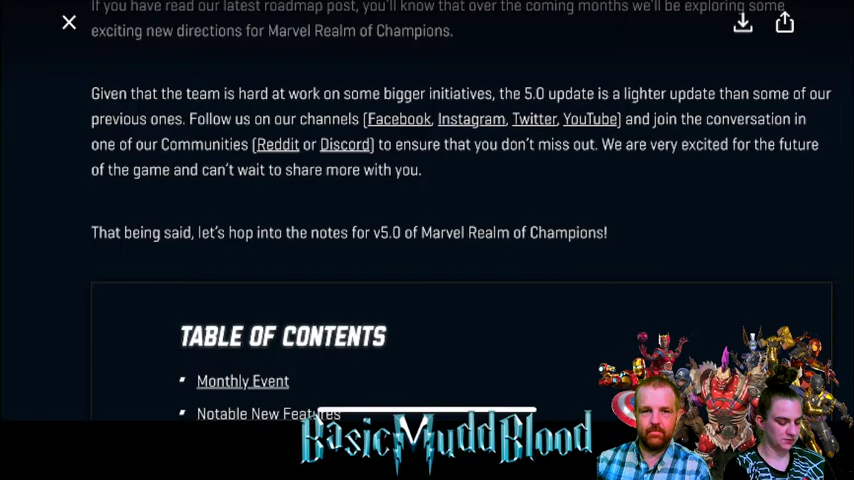 If you have read our latest roadmap post, you'll know that over the coming months we'll be exploring some
exciting new directions for Marvel Realm of Champions.
Given that the team is hard at work on some bigger initiatives, the 5.0 update is a lighter update than some of our
previous ones. Follow us on our channels [Facebook, Instagram, Twitter, YouTube] and join the conversation in
one of our Communities [Reddit or Discord] to ensure that you don't miss out. We are very excited for the future
of the game and can't wait to share more with you.
That being said, let's hop into the notes for v5.0 of Marvel Realm of Champions!
TABLE OF CONTENTS
Monthly Event
Notable New Features
BasicMuddBlood